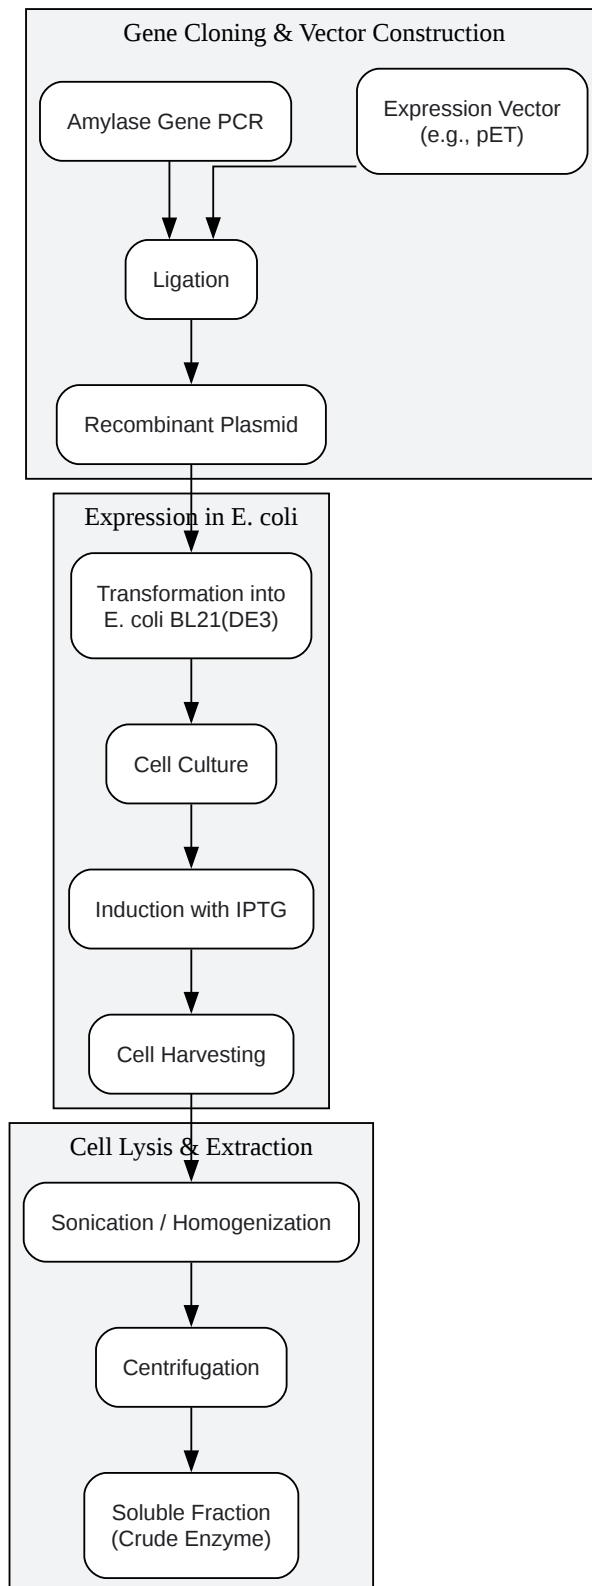 Gene Cloning & Vector Construction
Amylase Gene PCR
Expression Vector
(e.g., pET)
Ligation
Recombinant Plasmid
Expression in E. coli
Transformation into
E. coli BL21(DE3)
Cell Culture
Induction with IPTG
Cell Harvesting
Cell Lysis & Extraction
Sonication / Homogenization
Centrifugation
Soluble Fraction
(Crude Enzyme)